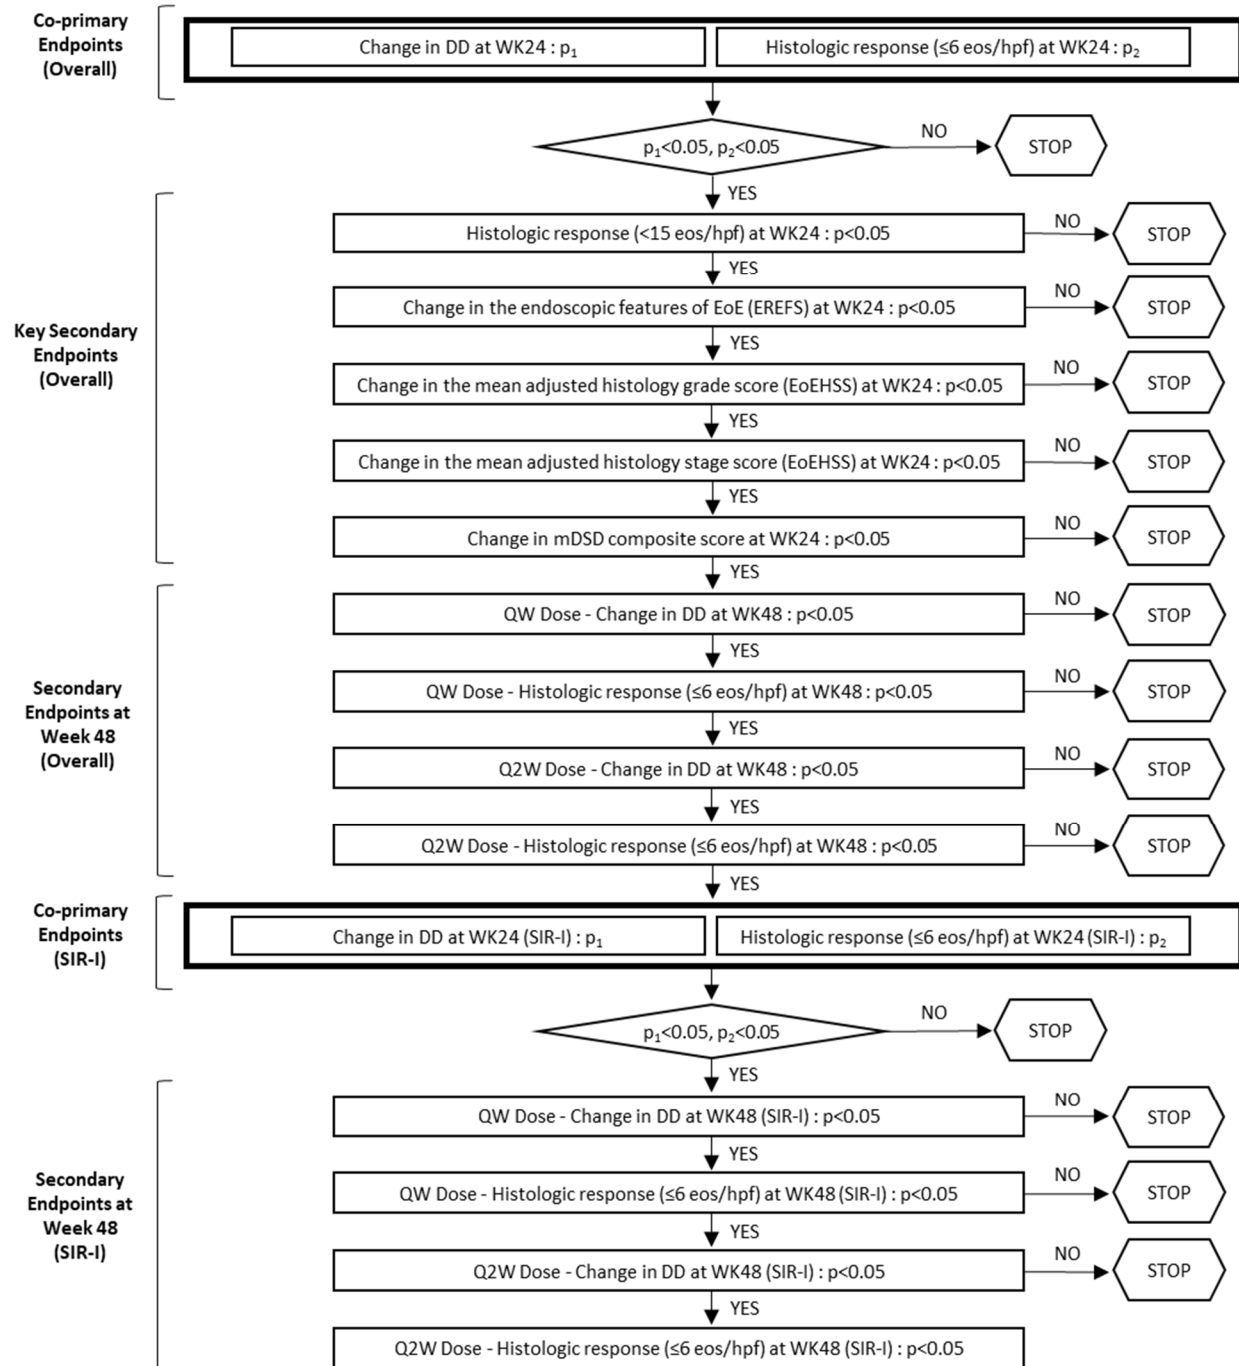 Co-primary
Endpoints
(Overall)
Change in DD at WK24 : p₁
Histologic response (≤6 eos/hpf) at WK24 : p₂
p₁<0.05, p₂<0.05
NO
STOP
YES
Histologic response (<15 eos/hpf) at WK24 : p<0.05
NO
STOP
YES
Key Secondary
Endpoints
(Overall)
Change in the endoscopic features of EoE (EREFS) at WK24 : p<0.05
NO
STOP
YES
Change in the mean adjusted histology grade score (EoEHSS) at WK24 : p<0.05
NO
STOP
YES
Change in the mean adjusted histology stage score (EoEHSS) at WK24 : p<0.05
NO
STOP
YES
Change in mDSD composite score at WK24 : p<0.05
NO
STOP
YES
Secondary
Endpoints at
Week 48
(Overall)
QW Dose - Change in DD at WK48 : p<0.05
NO
STOP
YES
QW Dose - Histologic response (≤6 eos/hpf) at WK48 : p<0.05
NO
STOP
YES
Q2W Dose - Change in DD at WK48 : p<0.05
NO
STOP
YES
Q2W Dose - Histologic response (≤6 eos/hpf) at WK48 : p<0.05
NO
STOP
YES
Co-primary
Endpoints
(SIR-I)
Change in DD at WK24 (SIR-I) : p₁
Histologic response (≤6 eos/hpf) at WK24 (SIR-I) : p₂
p₁<0.05, p₂<0.05
NO
STOP
YES
Secondary
Endpoints at
Week 48
(SIR-I)
QW Dose - Change in DD at WK48 (SIR-I) : p<0.05
NO
STOP
YES
QW Dose - Histologic response (≤6 eos/hpf) at WK48 (SIR-I) : p<0.05
NO
STOP
YES
Q2W Dose - Change in DD at WK48 (SIR-I) : p<0.05
NO
STOP
YES
Q2W Dose - Histologic response (≤6 eos/hpf) at WK48 (SIR-I) : p<0.05